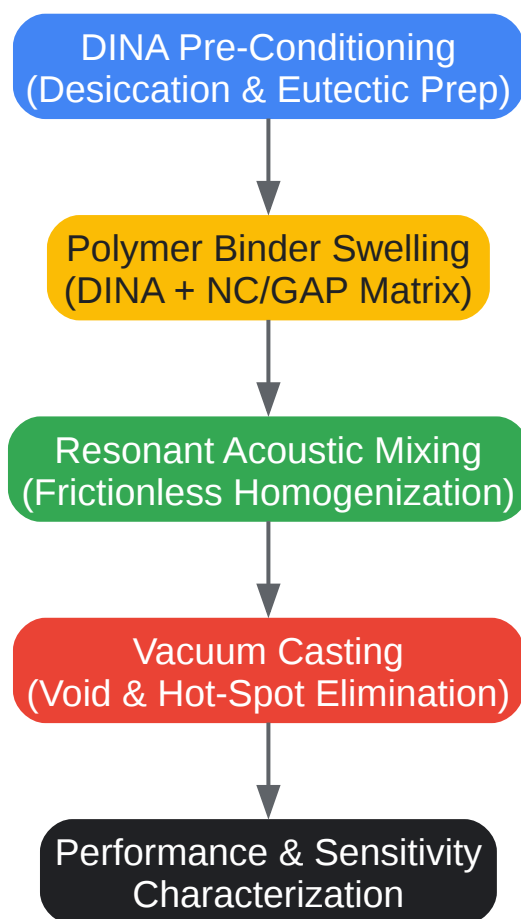 DINA Pre-Conditioning
(Desiccation & Eutectic Prep)
Polymer Binder Swelling
(DINA + NC/GAP Matrix)
Resonant Acoustic Mixing
(Frictionless Homogenization)
Vacuum Casting
(Void & Hot-Spot Elimination)
Performance & Sensitivity
Characterization